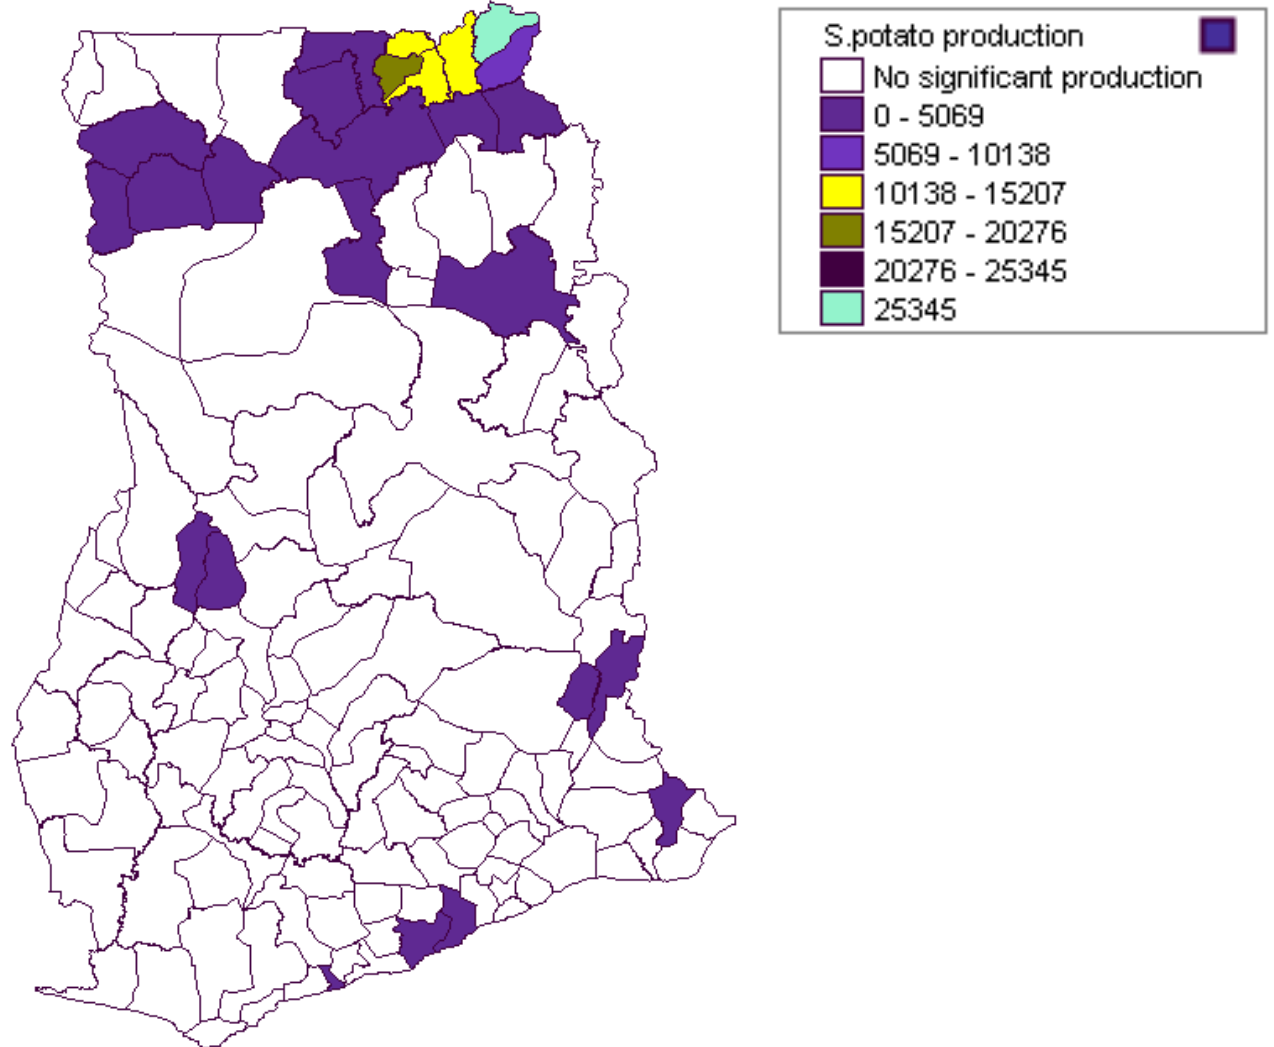 S.potato production
No significant production
0 - 5069
5069 - 10138
10138 - 15207
15207 - 20276
20276 - 25345
25345